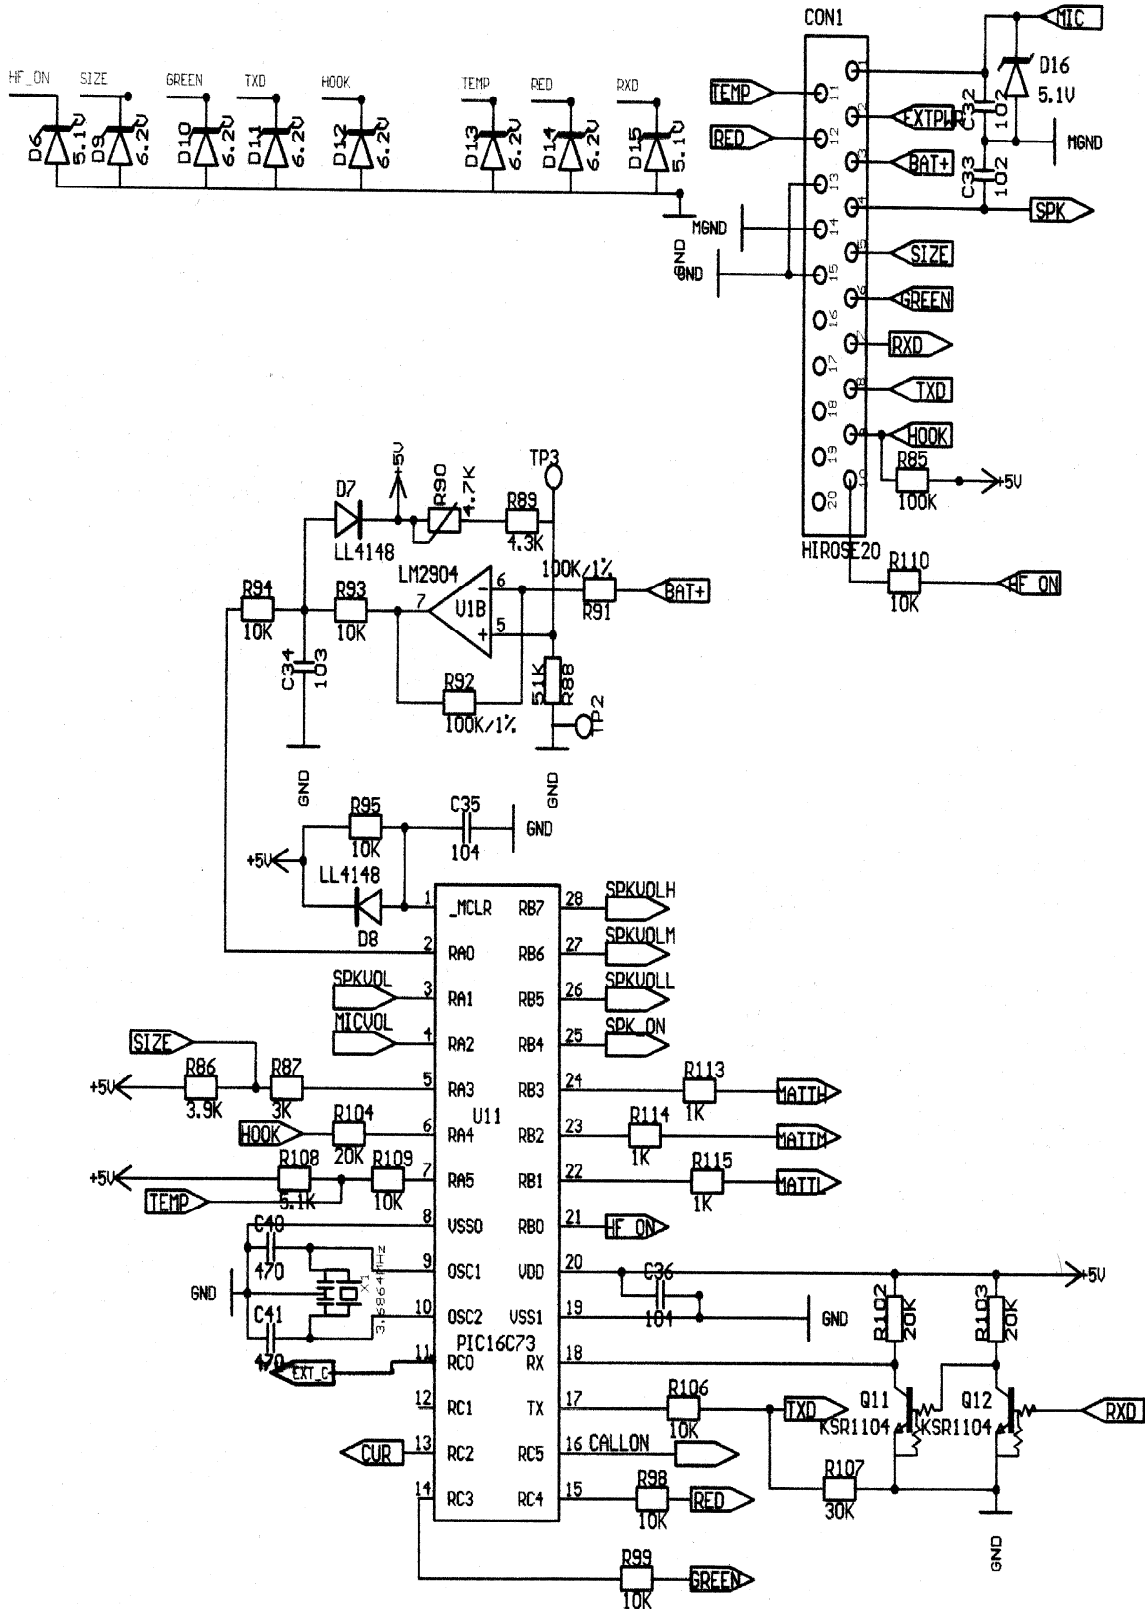 CON1
MIC
HF_ON
SIZE
GREEN
TXD
HOOK
TEMP
RED
RXD
D6
5.1V
D9
6.2V
D10
6.2V
D11
6.2V
D12
6.2V
D13
6.2V
D14
6.2V
D15
5.1V
GND
D16
5.1V
C32
102
MGND
C33
102
SPK
TEMP
RED
MGND
GND
1
2
3
4
5
6
7
8
9
10
11
12
13
14
15
16
17
18
19
20
BAT+
SIZE
GREEN
RXD
TXD
HOOK
R85
100K
+5V
HIROSE20
R110
10K
HF_ON
D7
LL4148
+5V
R90
4.7K
R89
4.3K
TP3
LM2904
U1B
7
6
5
-
+
100K/1%
R91
BAT+
R94
10K
R93
10K
C34
103
GND
R92
100K/1%
51K
R88
TP2
GND
R95
10K
C35
104
GND
+5V
LL4148
D8
1 _MCLR
2 RA0
3 RA1
4 RA2
5 RA3
6 RA4
7 RA5
8 VSS0
9 OSC1
10 OSC2
11 RC0
12 RC1
13 RC2
14 RC3
U11
PIC16C73
RB7 28
RB6 27
RB5 26
RB4 25
RB3 24
RB2 23
RB1 22
RB0 21
VDD 20
VSS1 19
RX 18
TX 17
RC5 16
RC4 15
SPKVOL
MICVOL
SIZE
+5V
R86
3.9K
R87
3K
HOOK
R104
20K
+5V
R108
5.1K
R109
10K
TEMP
C40
470
GND
C41
470
X1
3.6864MHZ
EXT_C
CUR
SPKVOLH
SPKVOLM
SPKVOLL
SPK_ON
R113
1K
MATTH
R114
1K
MATTM
R115
1K
MATTL
HF_ON
C36
104
GND
+5V
R102
20K
R103
20K
Q11
KSR1104
Q12
KSR1104
RXD
R106
10K
TXD
CALLON
R107
30K
R98
10K
RED
GND
R99
10K
GREEN